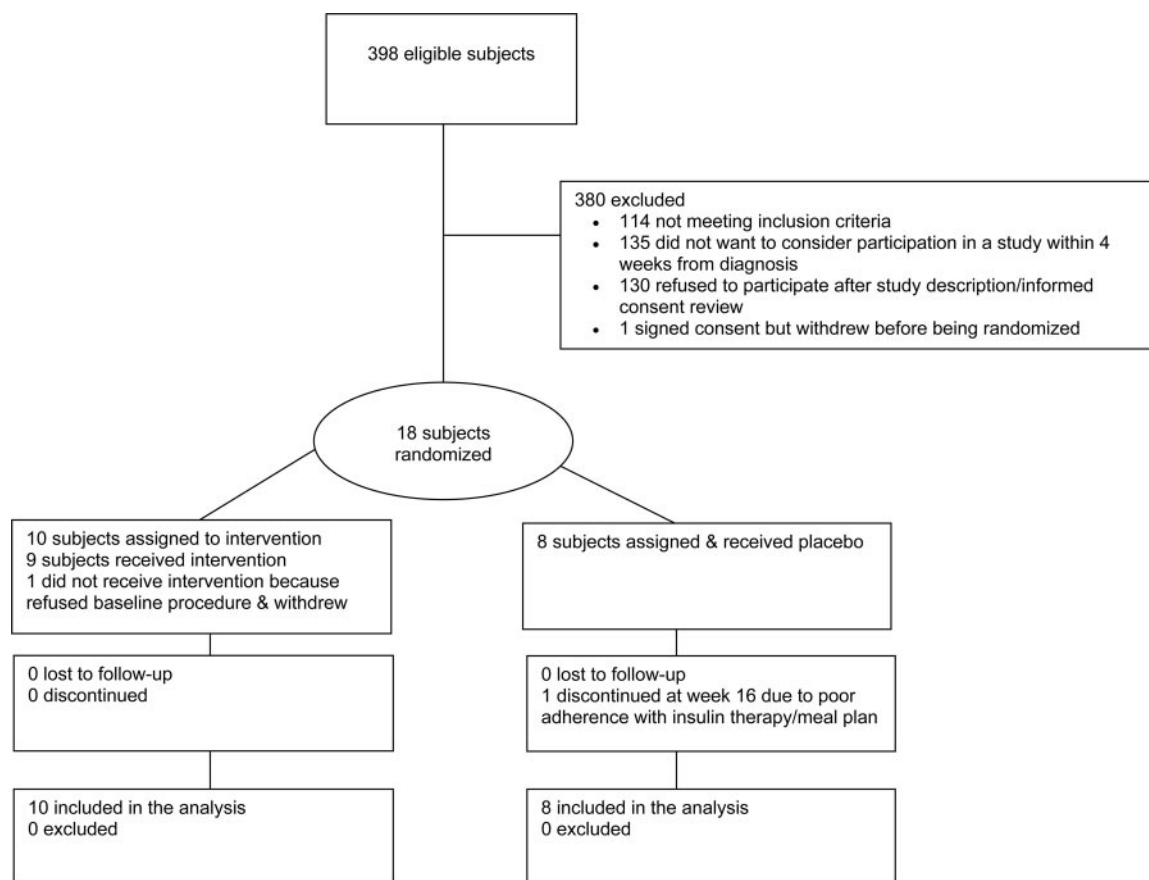 398 eligible subjects
380 excluded
• 114 not meeting inclusion criteria
• 135 did not want to consider participation in a study within 4
weeks from diagnosis
• 130 refused to participate after study description/informed
consent review
• 1 signed consent but withdrew before being randomized
18 subjects
randomized
10 subjects assigned to intervention
9 subjects received intervention
1 did not receive intervention because
refused baseline procedure & withdrew
8 subjects assigned & received placebo
0 lost to follow-up
0 discontinued
0 lost to follow-up
1 discontinued at week 16 due to poor
adherence with insulin therapy/meal plan
10 included in the analysis
0 excluded
8 included in the analysis
0 excluded